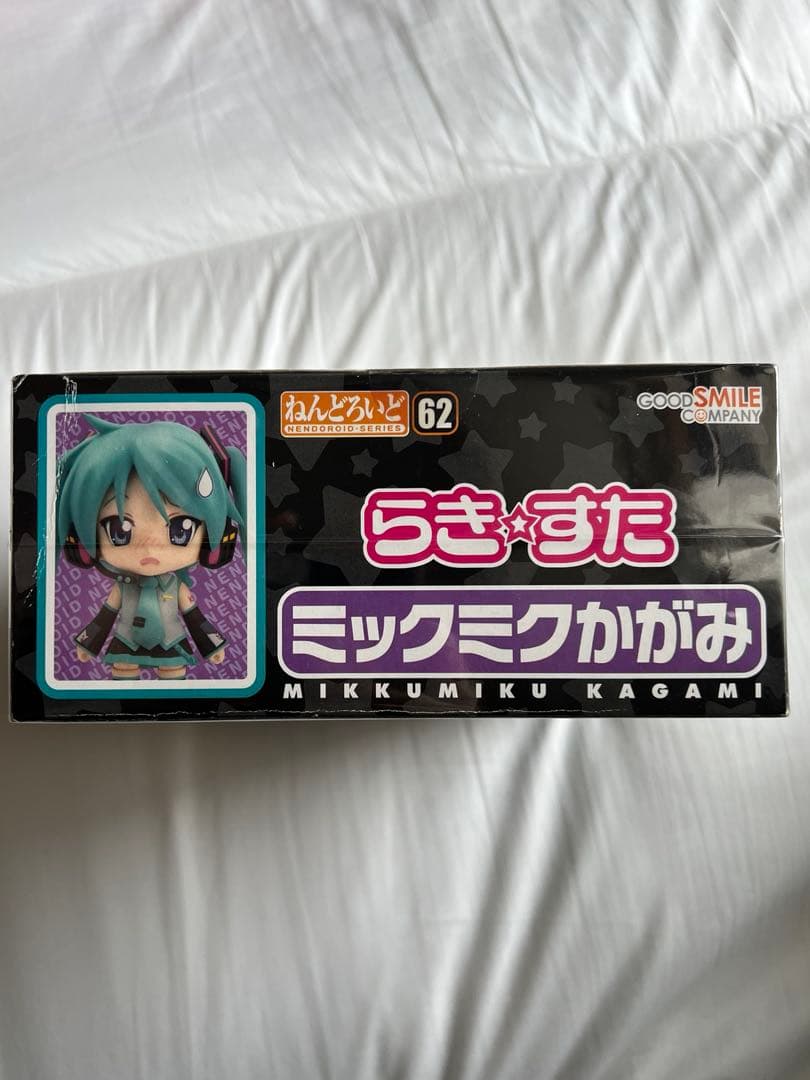 ねんどろいど 62
NENDOROID-SERIES
GOOD SMILE
COMPANY
らき☆すた
ミックミクかがみ
MIKKUMIKU KAGAMI